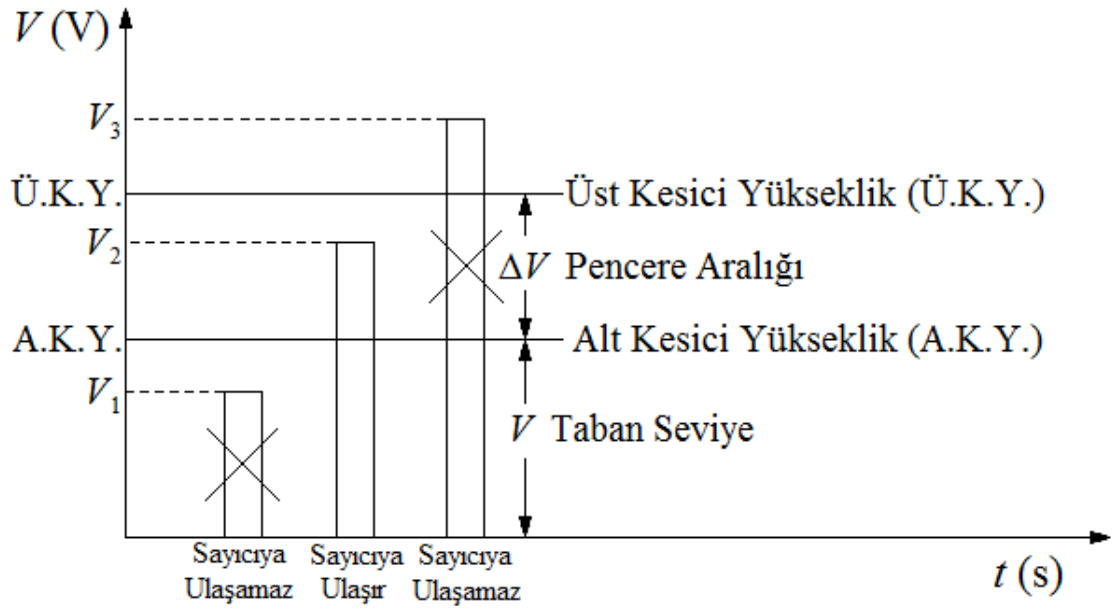 V (V)
V₃
Ü.K.Y.
Üst Kesici Yükseklik (Ü.K.Y.)
V₂
ΔV Pencere Aralığı
A.K.Y.
Alt Kesici Yükseklik (A.K.Y.)
V₁
V Taban Seviye
Sayıcıya
Ulaşamaz
Sayıcıya
Ulaşır
Sayıcıya
Ulaşamaz
t (s)